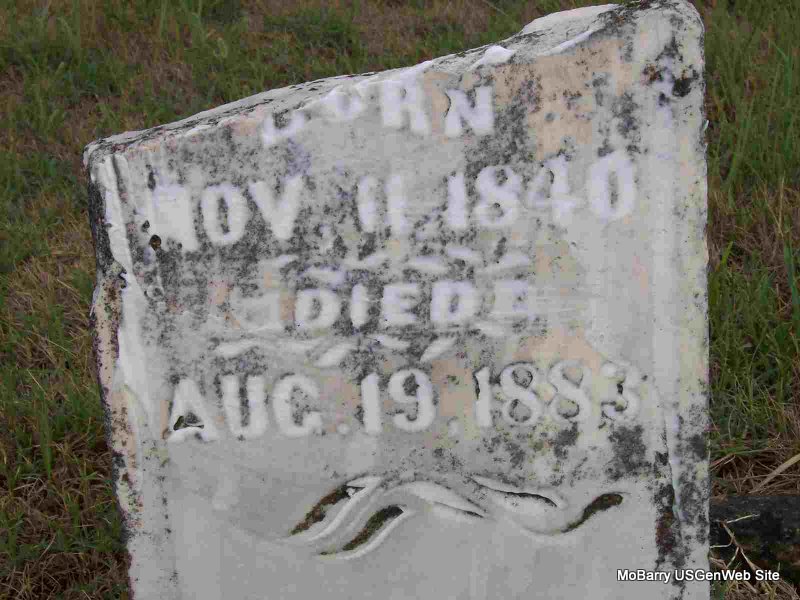 BORN
NOV. 11, 1840
DIED
AUG. 19, 1883
MoBarry USGenWeb Site